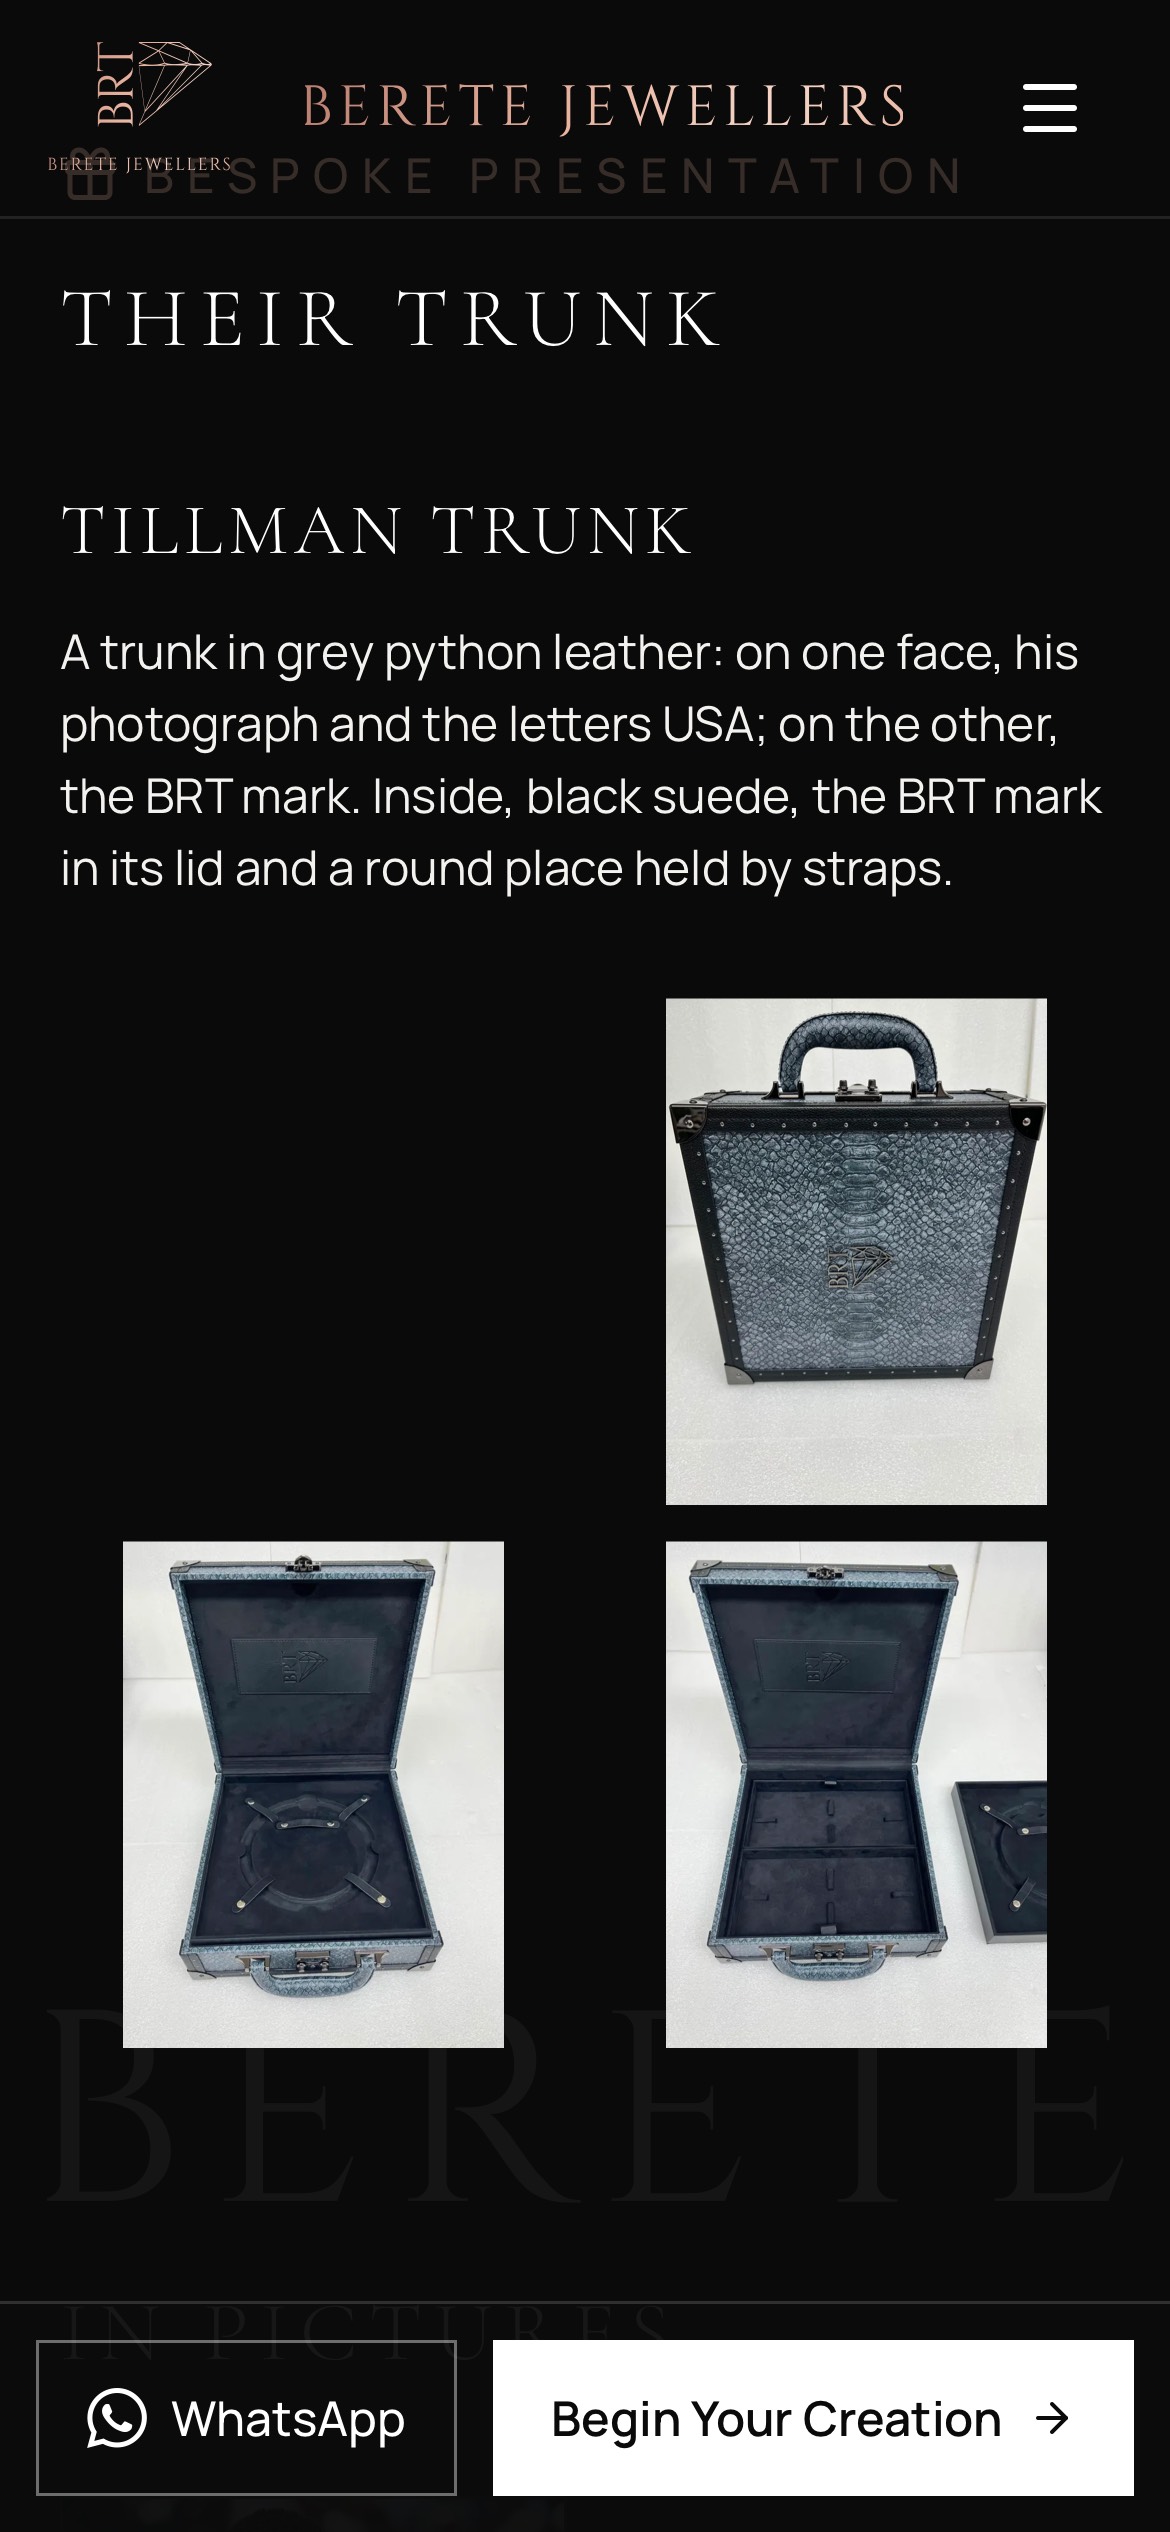 BRT
BERETE JEWELLERS
BERETE JEWELLERS
BESPOKE PRESENTATION
THEIR TRUNK
TILLMAN TRUNK
A trunk in grey python leather: on one face, his
photograph and the letters USA; on the other,
the BRT mark. Inside, black suede, the BRT mark
in its lid and a round place held by straps.
BRT
BRT
BRT
BERETE
IN PICTURES
WhatsApp
Begin Your Creation